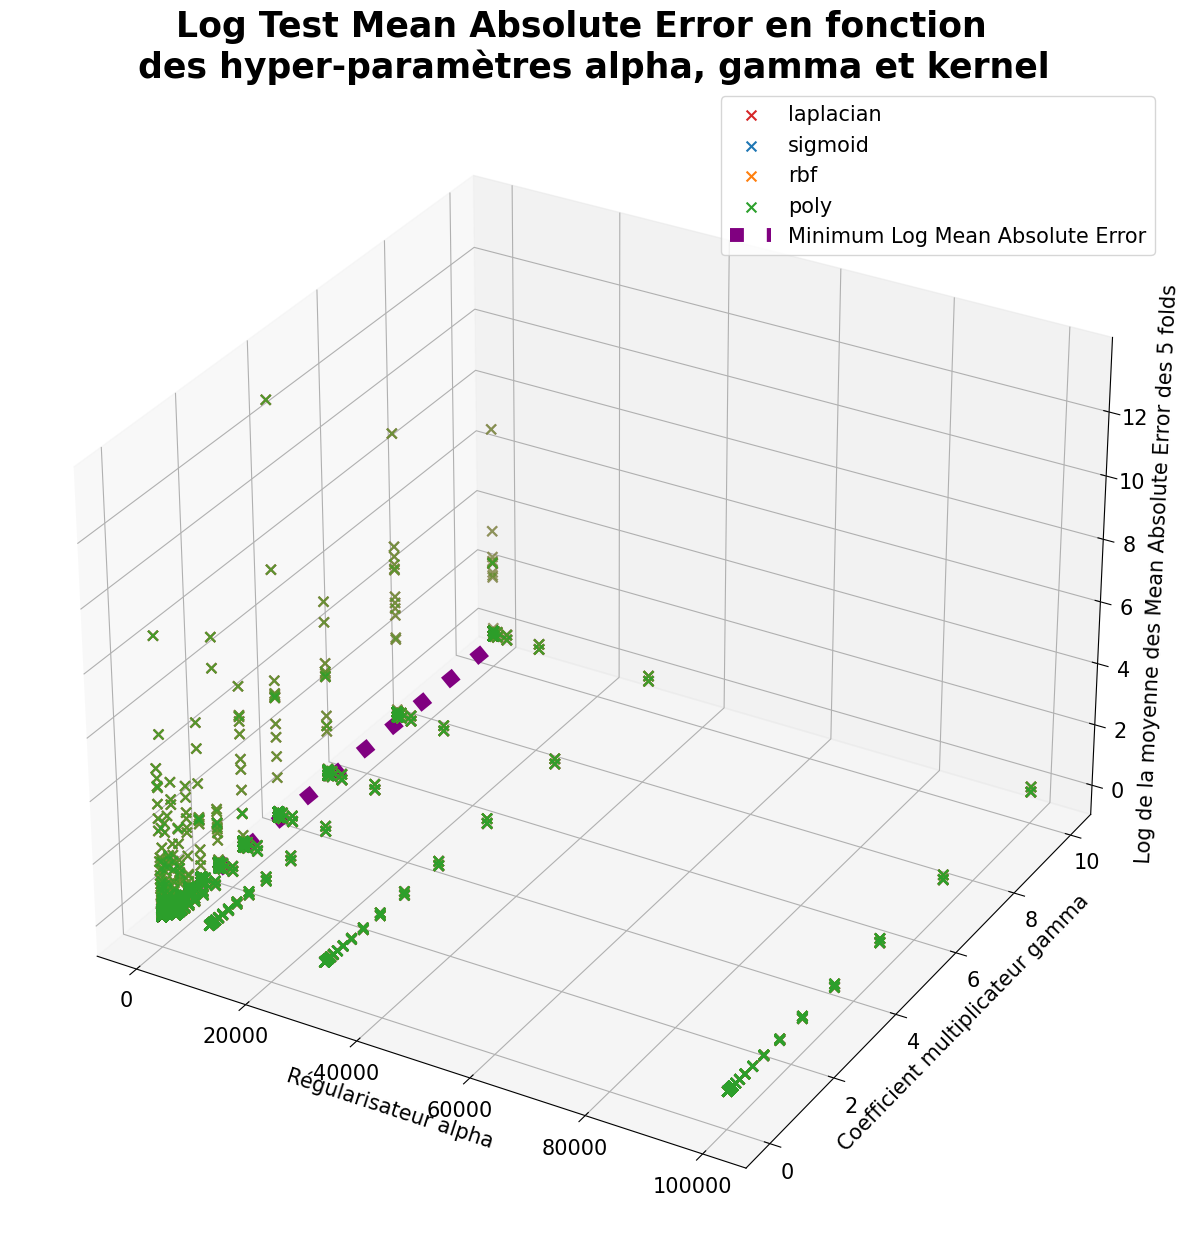 Log Test Mean Absolute Error en fonction
des hyper-paramètres alpha, gamma et kernel
laplacian
sigmoid
rbf
poly
Minimum Log Mean Absolute Error
Log de la moyenne des Mean Absolute Error des 5 folds
12
10
8
6
4
2
0
Coefficient multiplicateur gamma
10
8
6
4
2
0
Régularisateur alpha
0
20000
40000
60000
80000
100000